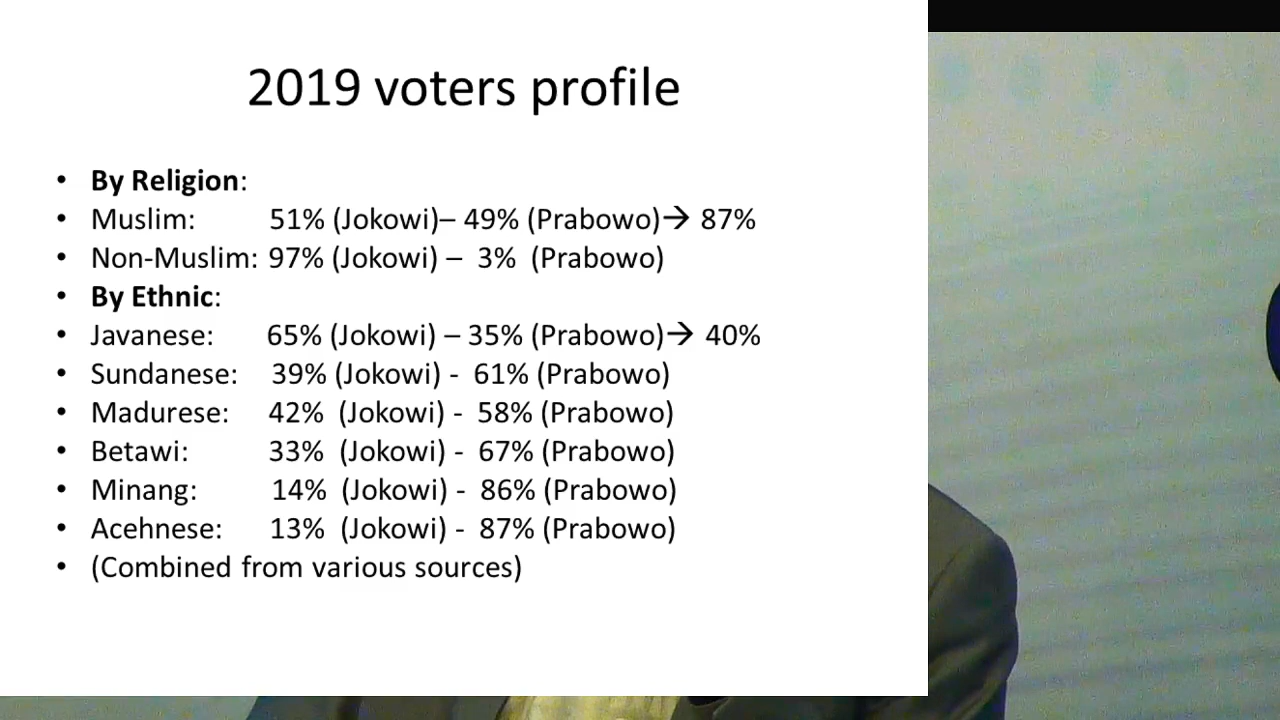 2019 voters profile
• By Religion:
• Muslim: 51% (Jokowi)– 49% (Prabowo)→ 87%
• Non-Muslim: 97% (Jokowi) – 3% (Prabowo)
• By Ethnic:
• Javanese: 65% (Jokowi) – 35% (Prabowo)→ 40%
• Sundanese: 39% (Jokowi) - 61% (Prabowo)
• Madurese: 42% (Jokowi) - 58% (Prabowo)
• Betawi: 33% (Jokowi) - 67% (Prabowo)
• Minang: 14% (Jokowi) - 86% (Prabowo)
• Acehnese: 13% (Jokowi) - 87% (Prabowo)
• (Combined from various sources)